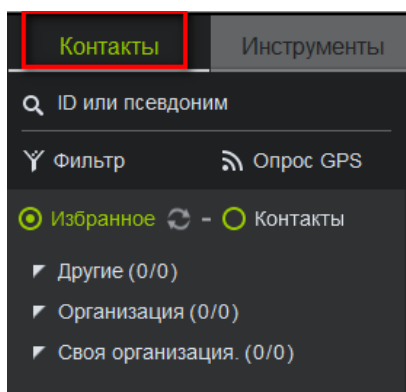 Контакты Инструменты
ID или псевдоним
Фильтр Опрос GPS
Избранное - Контакты
Другие (0/0)
Организация (0/0)
Своя организация. (0/0)